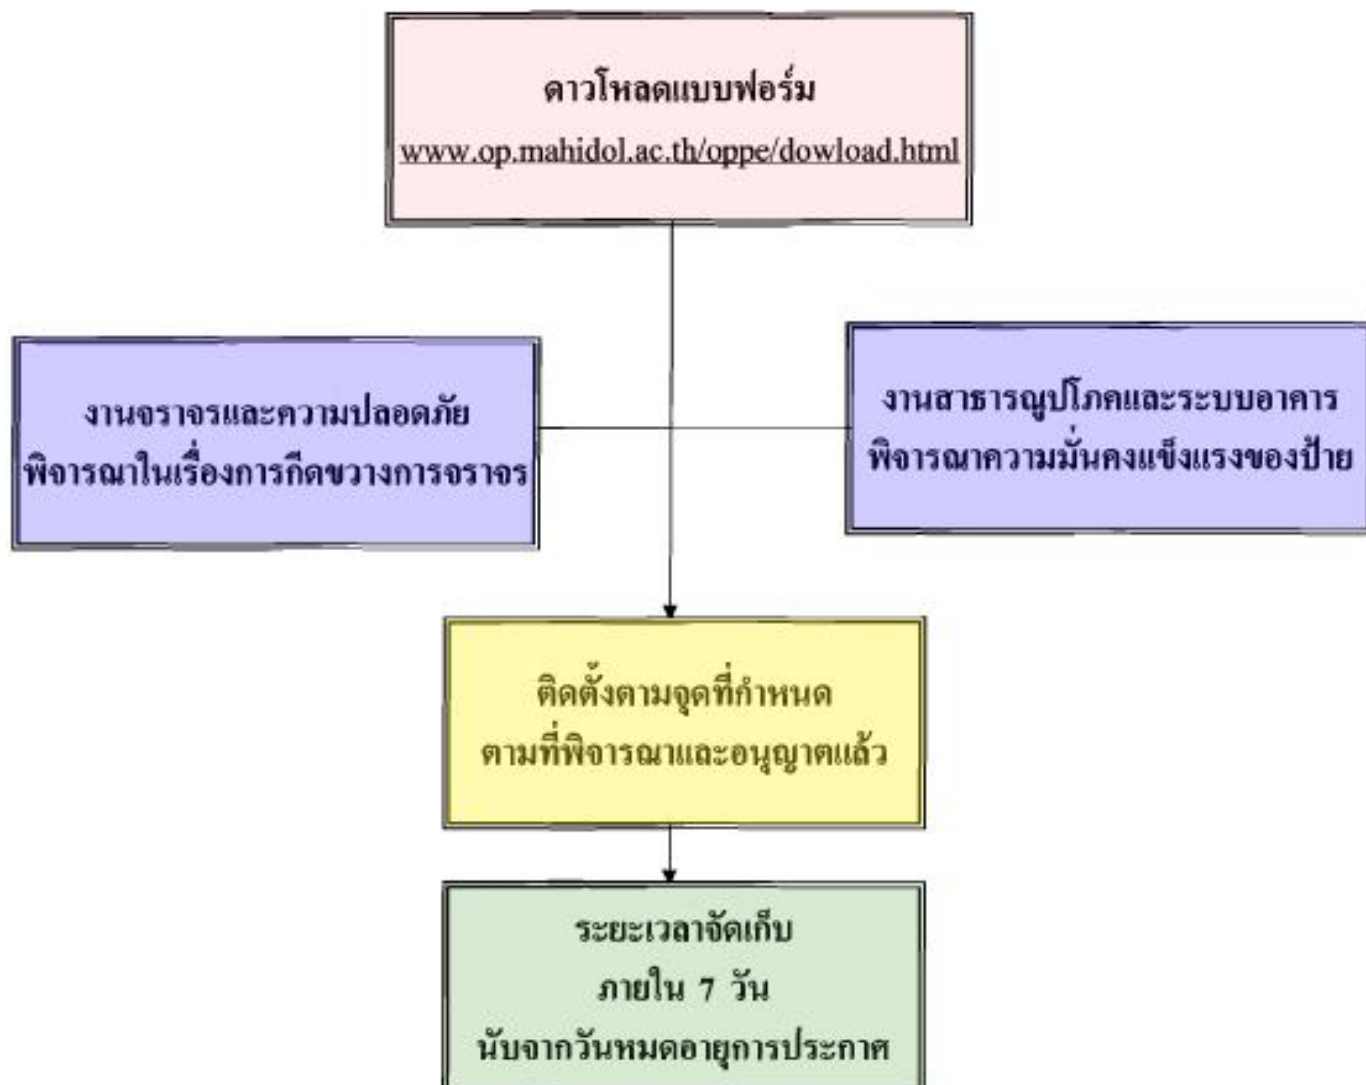 ดาวโหลดแบบฟอร์ม
www.op.mahidol.ac.th/oppe/dowload.html
งานจราจรและความปลอดภัย
พิจารณาในเรื่องการกีดขวางการจราจร
งานสาธารณูปโภคและระบบอาคาร
พิจารณาความมั่นคงแข็งแรงของป้าย
ติดตั้งตามจุดที่กำหนด
ตามที่พิจารณาและอนุญาตแล้ว
ระยะเวลาจัดเก็บ
ภายใน 7 วัน
นับจากวันหมดอายุการประกาศ